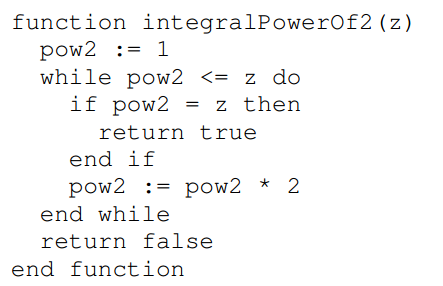 function integralPowerOf2(z)
  pow2 := 1
  while pow2 <= z do
    if pow2 = z then
      return true
    end if
    pow2 := pow2 * 2
  end while
  return false
end function